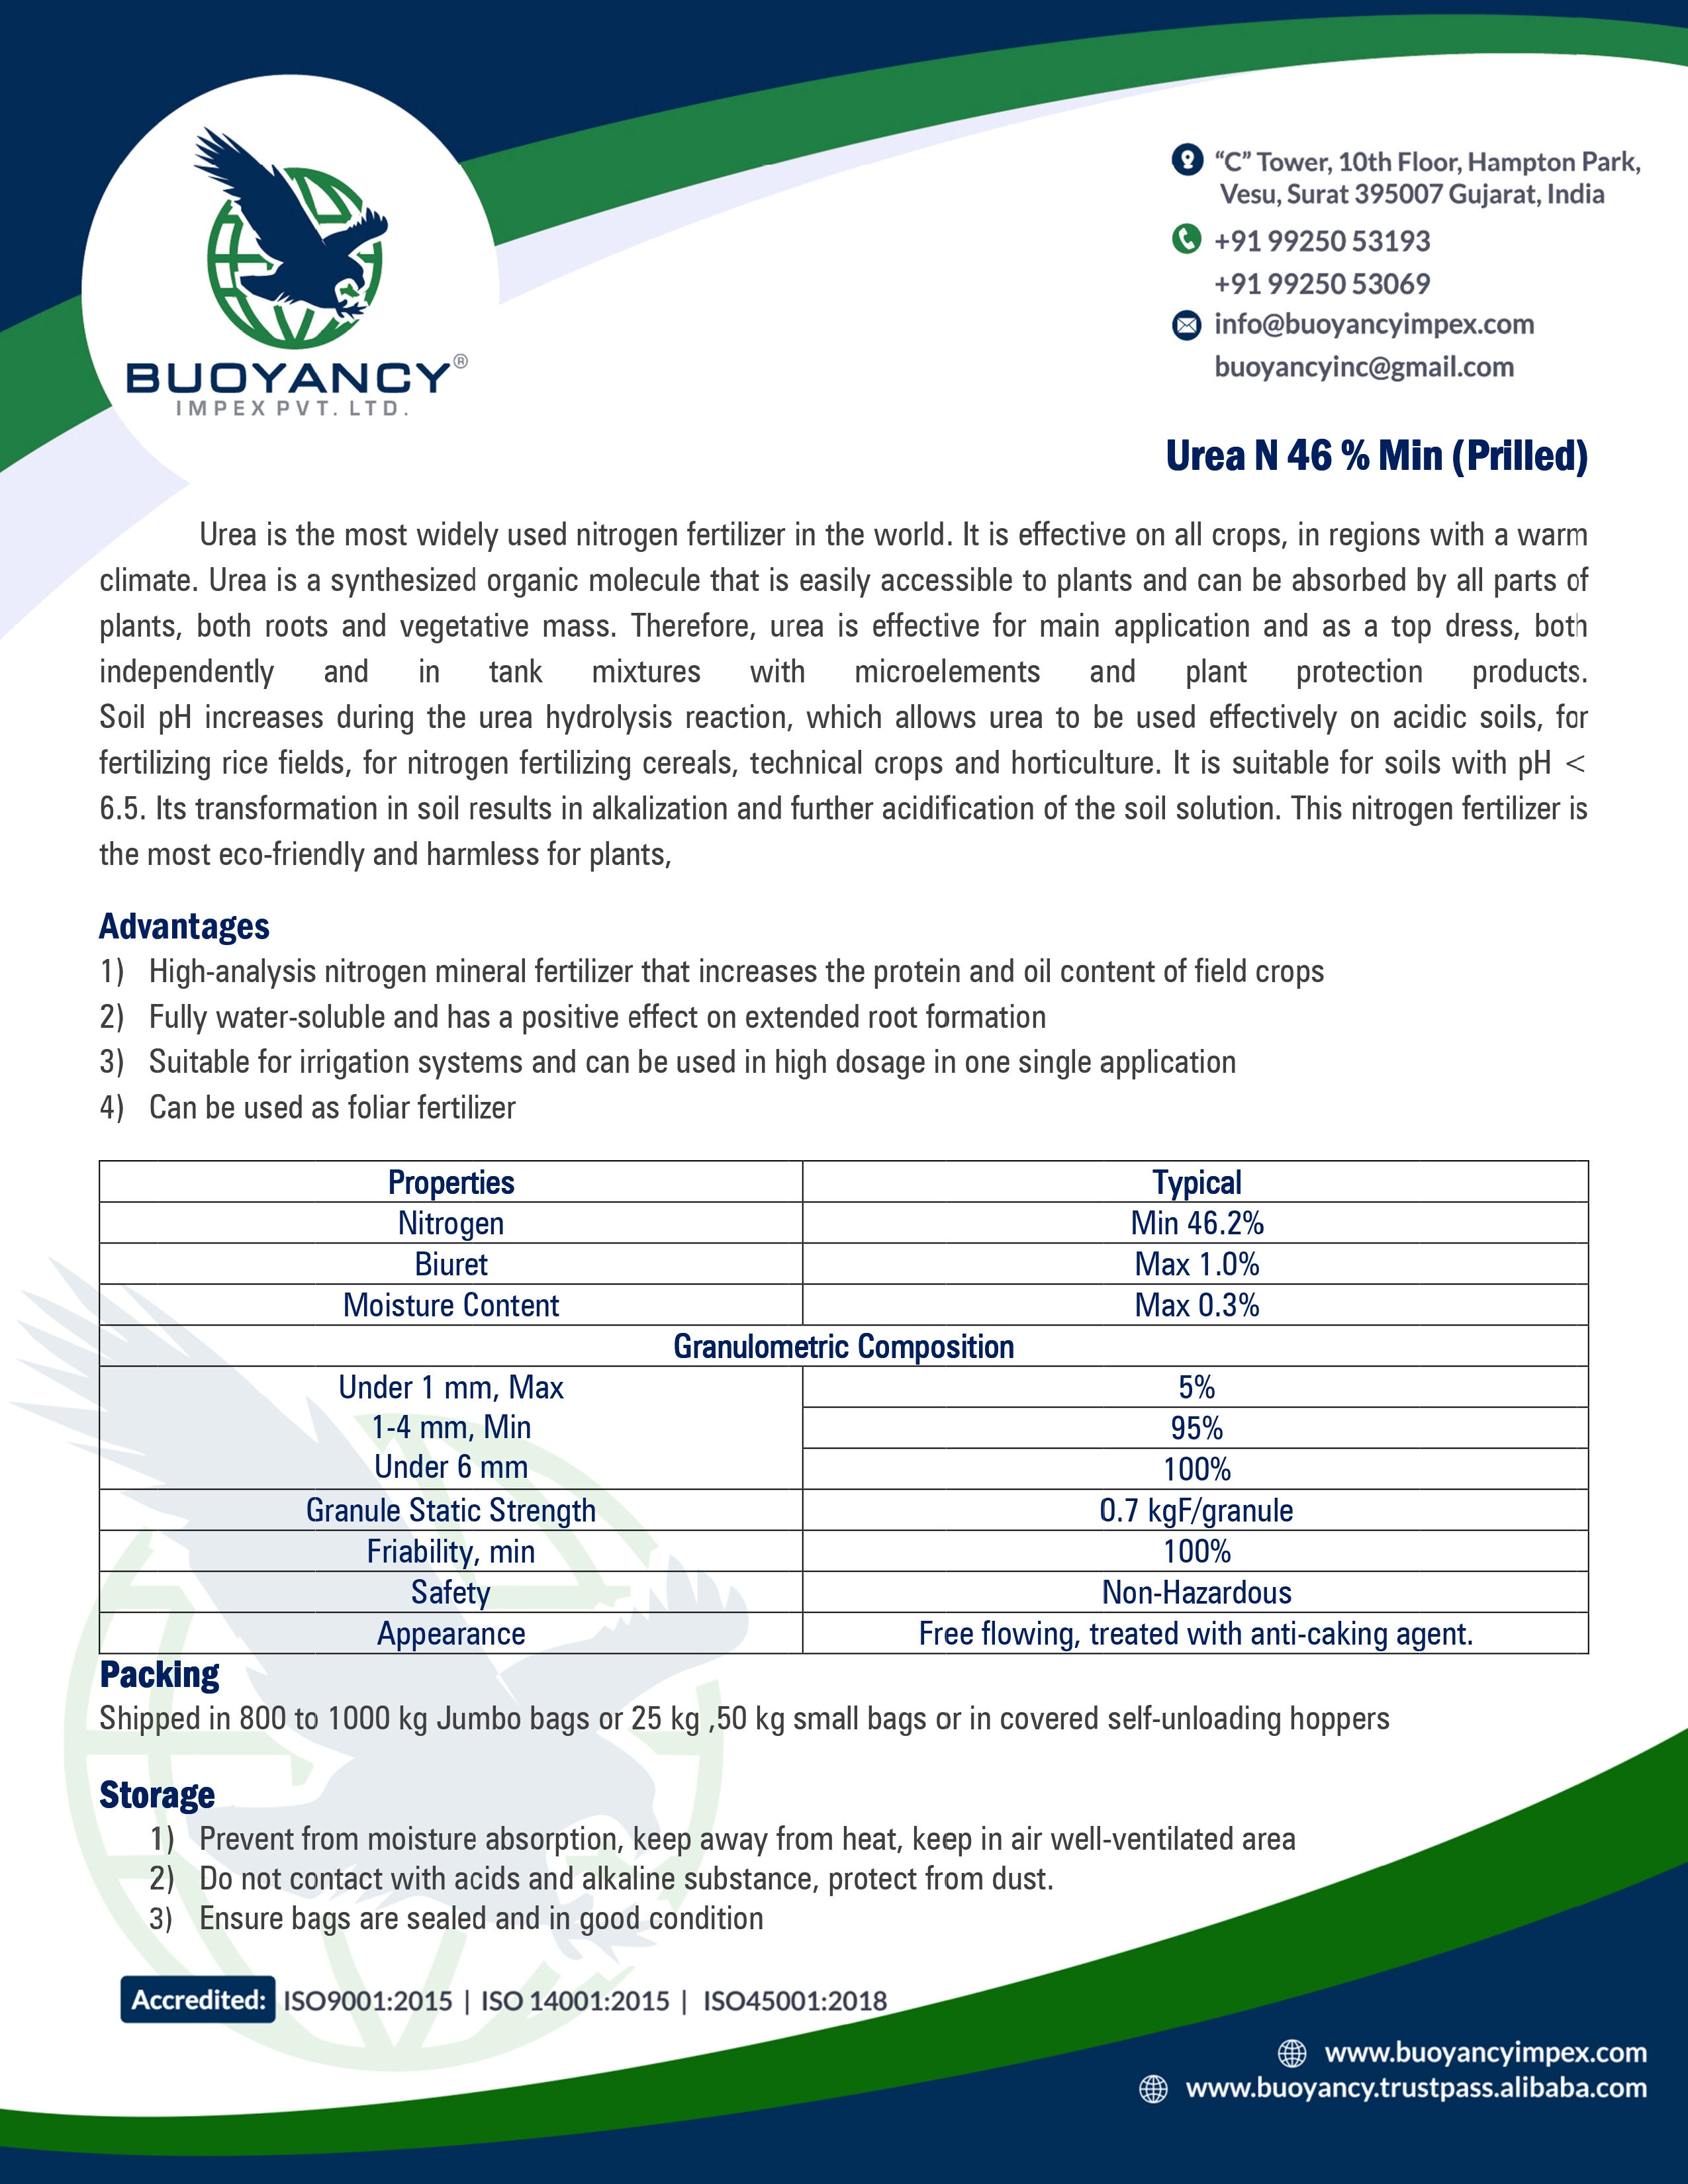 BUOYANCY®
IMPEX PVT. LTD.
“C” Tower, 10th Floor, Hampton Park,
Vesu, Surat 395007 Gujarat, India
+91 99250 53193
+91 99250 53069
info@buoyancyimpex.com
buoyancyinc@gmail.com
Urea N 46 % Min (Prilled)
Urea is the most widely used nitrogen fertilizer in the world. It is effective on all crops, in regions with a warm
climate. Urea is a synthesized organic molecule that is easily accessible to plants and can be absorbed by all parts of
plants, both roots and vegetative mass. Therefore, urea is effective for main application and as a top dress, both
independently and in tank mixtures with microelements and plant protection products.
Soil pH increases during the urea hydrolysis reaction, which allows urea to be used effectively on acidic soils, for
fertilizing rice fields, for nitrogen fertilizing cereals, technical crops and horticulture. It is suitable for soils with pH <
6.5. Its transformation in soil results in alkalization and further acidification of the soil solution. This nitrogen fertilizer is
the most eco-friendly and harmless for plants,
Advantages
1) High-analysis nitrogen mineral fertilizer that increases the protein and oil content of field crops
2) Fully water-soluble and has a positive effect on extended root formation
3) Suitable for irrigation systems and can be used in high dosage in one single application
4) Can be used as foliar fertilizer
Properties Typical
Nitrogen Min 46.2%
Biuret Max 1.0%
Moisture Content Max 0.3%
Granulometric Composition
Under 1 mm, Max 5%
1-4 mm, Min 95%
Under 6 mm 100%
Granule Static Strength 0.7 kgF/granule
Friability, min 100%
Safety Non-Hazardous
Appearance Free flowing, treated with anti-caking agent.
Packing
Shipped in 800 to 1000 kg Jumbo bags or 25 kg ,50 kg small bags or in covered self-unloading hoppers
Storage
1) Prevent from moisture absorption, keep away from heat, keep in air well-ventilated area
2) Do not contact with acids and alkaline substance, protect from dust.
3) Ensure bags are sealed and in good condition
Accredited: ISO9001:2015 | ISO 14001:2015 | ISO45001:2018
www.buoyancyimpex.com
www.buoyancy.trustpass.alibaba.com